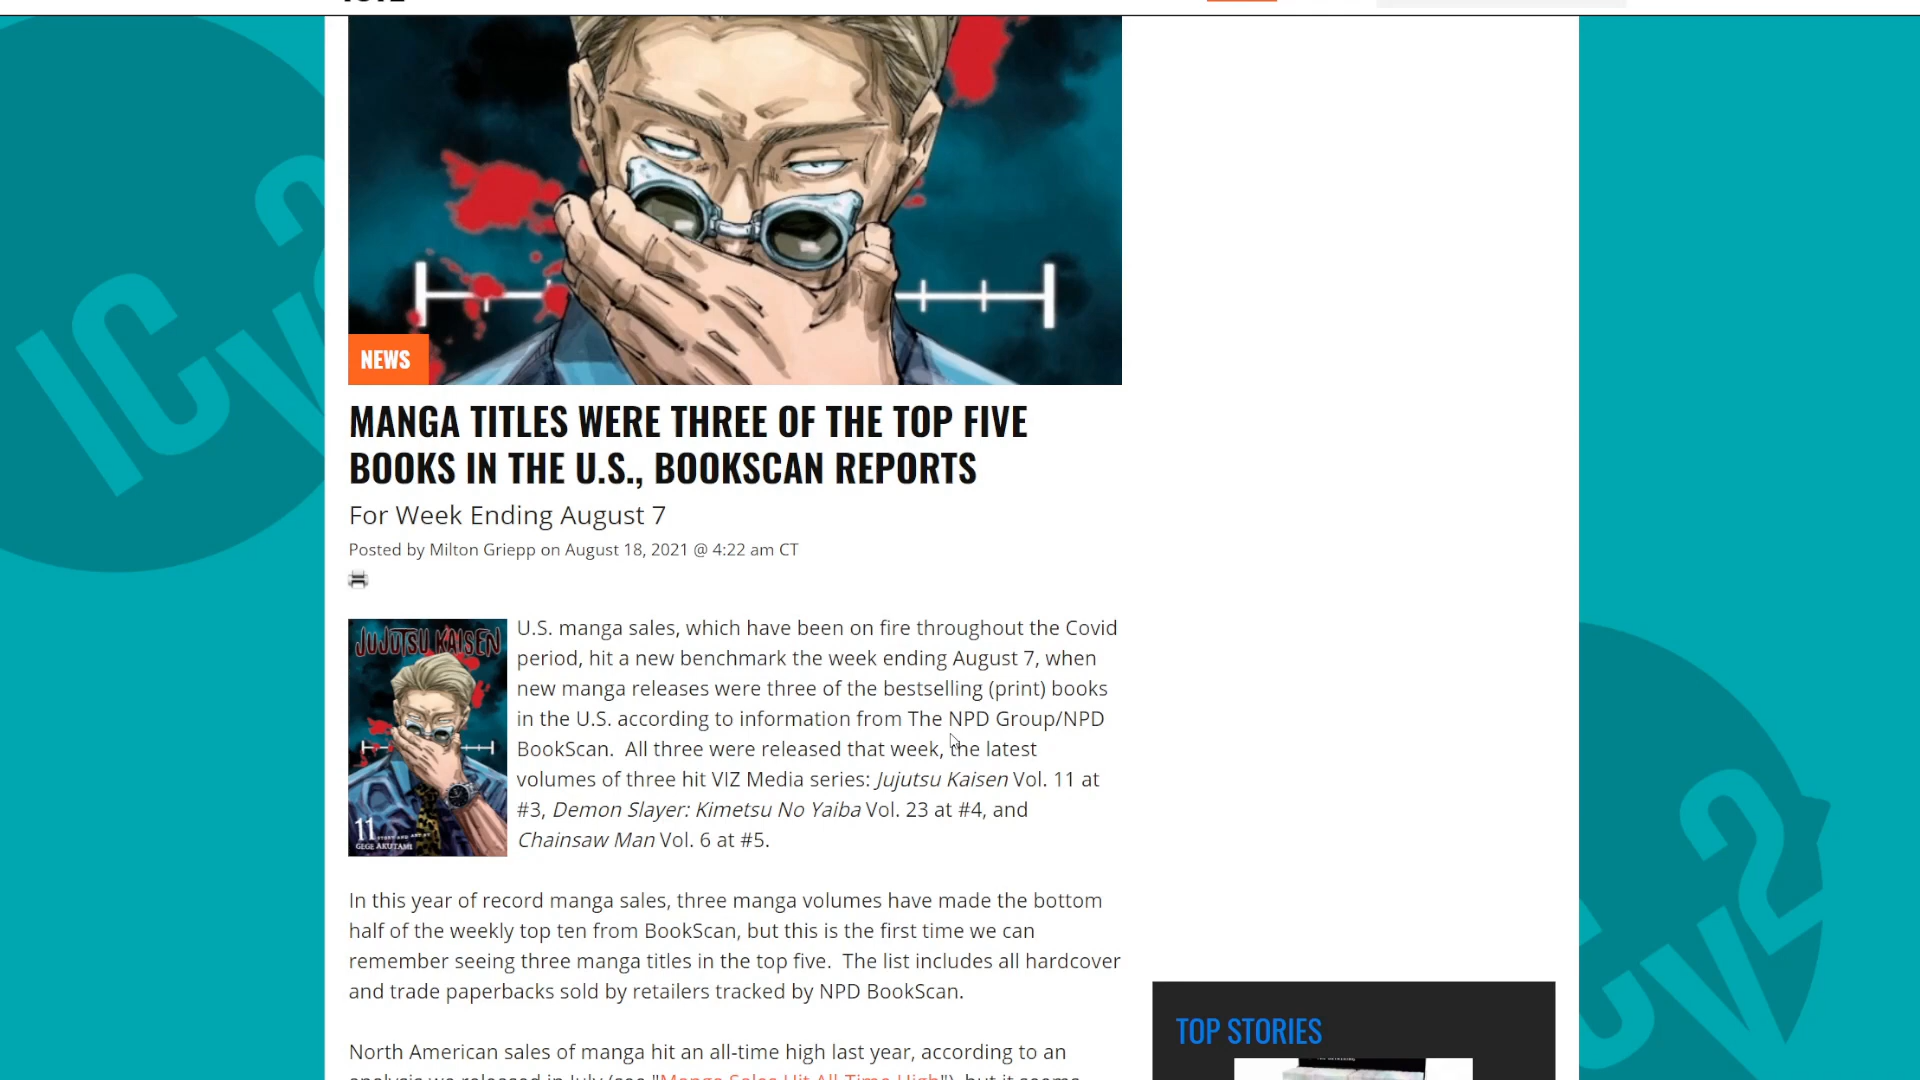 NEWS
MANGA TITLES WERE THREE OF THE TOP FIVE
BOOKS IN THE U.S., BOOKSCAN REPORTS
For Week Ending August 7
Posted by Milton Griepp on August 18, 2021 @ 4:22 am CT
JUJUTSU KAISEN
11
STORY AND ART BY
GEGE AKUTAMI
U.S. manga sales, which have been on fire throughout the Covid
period, hit a new benchmark the week ending August 7, when
new manga releases were three of the bestselling (print) books
in the U.S. according to information from The NPD Group/NPD
BookScan.  All three were released that week, the latest
volumes of three hit VIZ Media series: Jujutsu Kaisen Vol. 11 at
#3, Demon Slayer: Kimetsu No Yaiba Vol. 23 at #4, and
Chainsaw Man Vol. 6 at #5.
In this year of record manga sales, three manga volumes have made the bottom
half of the weekly top ten from BookScan, but this is the first time we can
remember seeing three manga titles in the top five.  The list includes all hardcover
and trade paperbacks sold by retailers tracked by NPD BookScan.
North American sales of manga hit an all-time high last year, according to an
analysis we released in July (see "Manga Sales Hit All-Time High"), but it seems
TOP STORIES
ICv2
ICv2